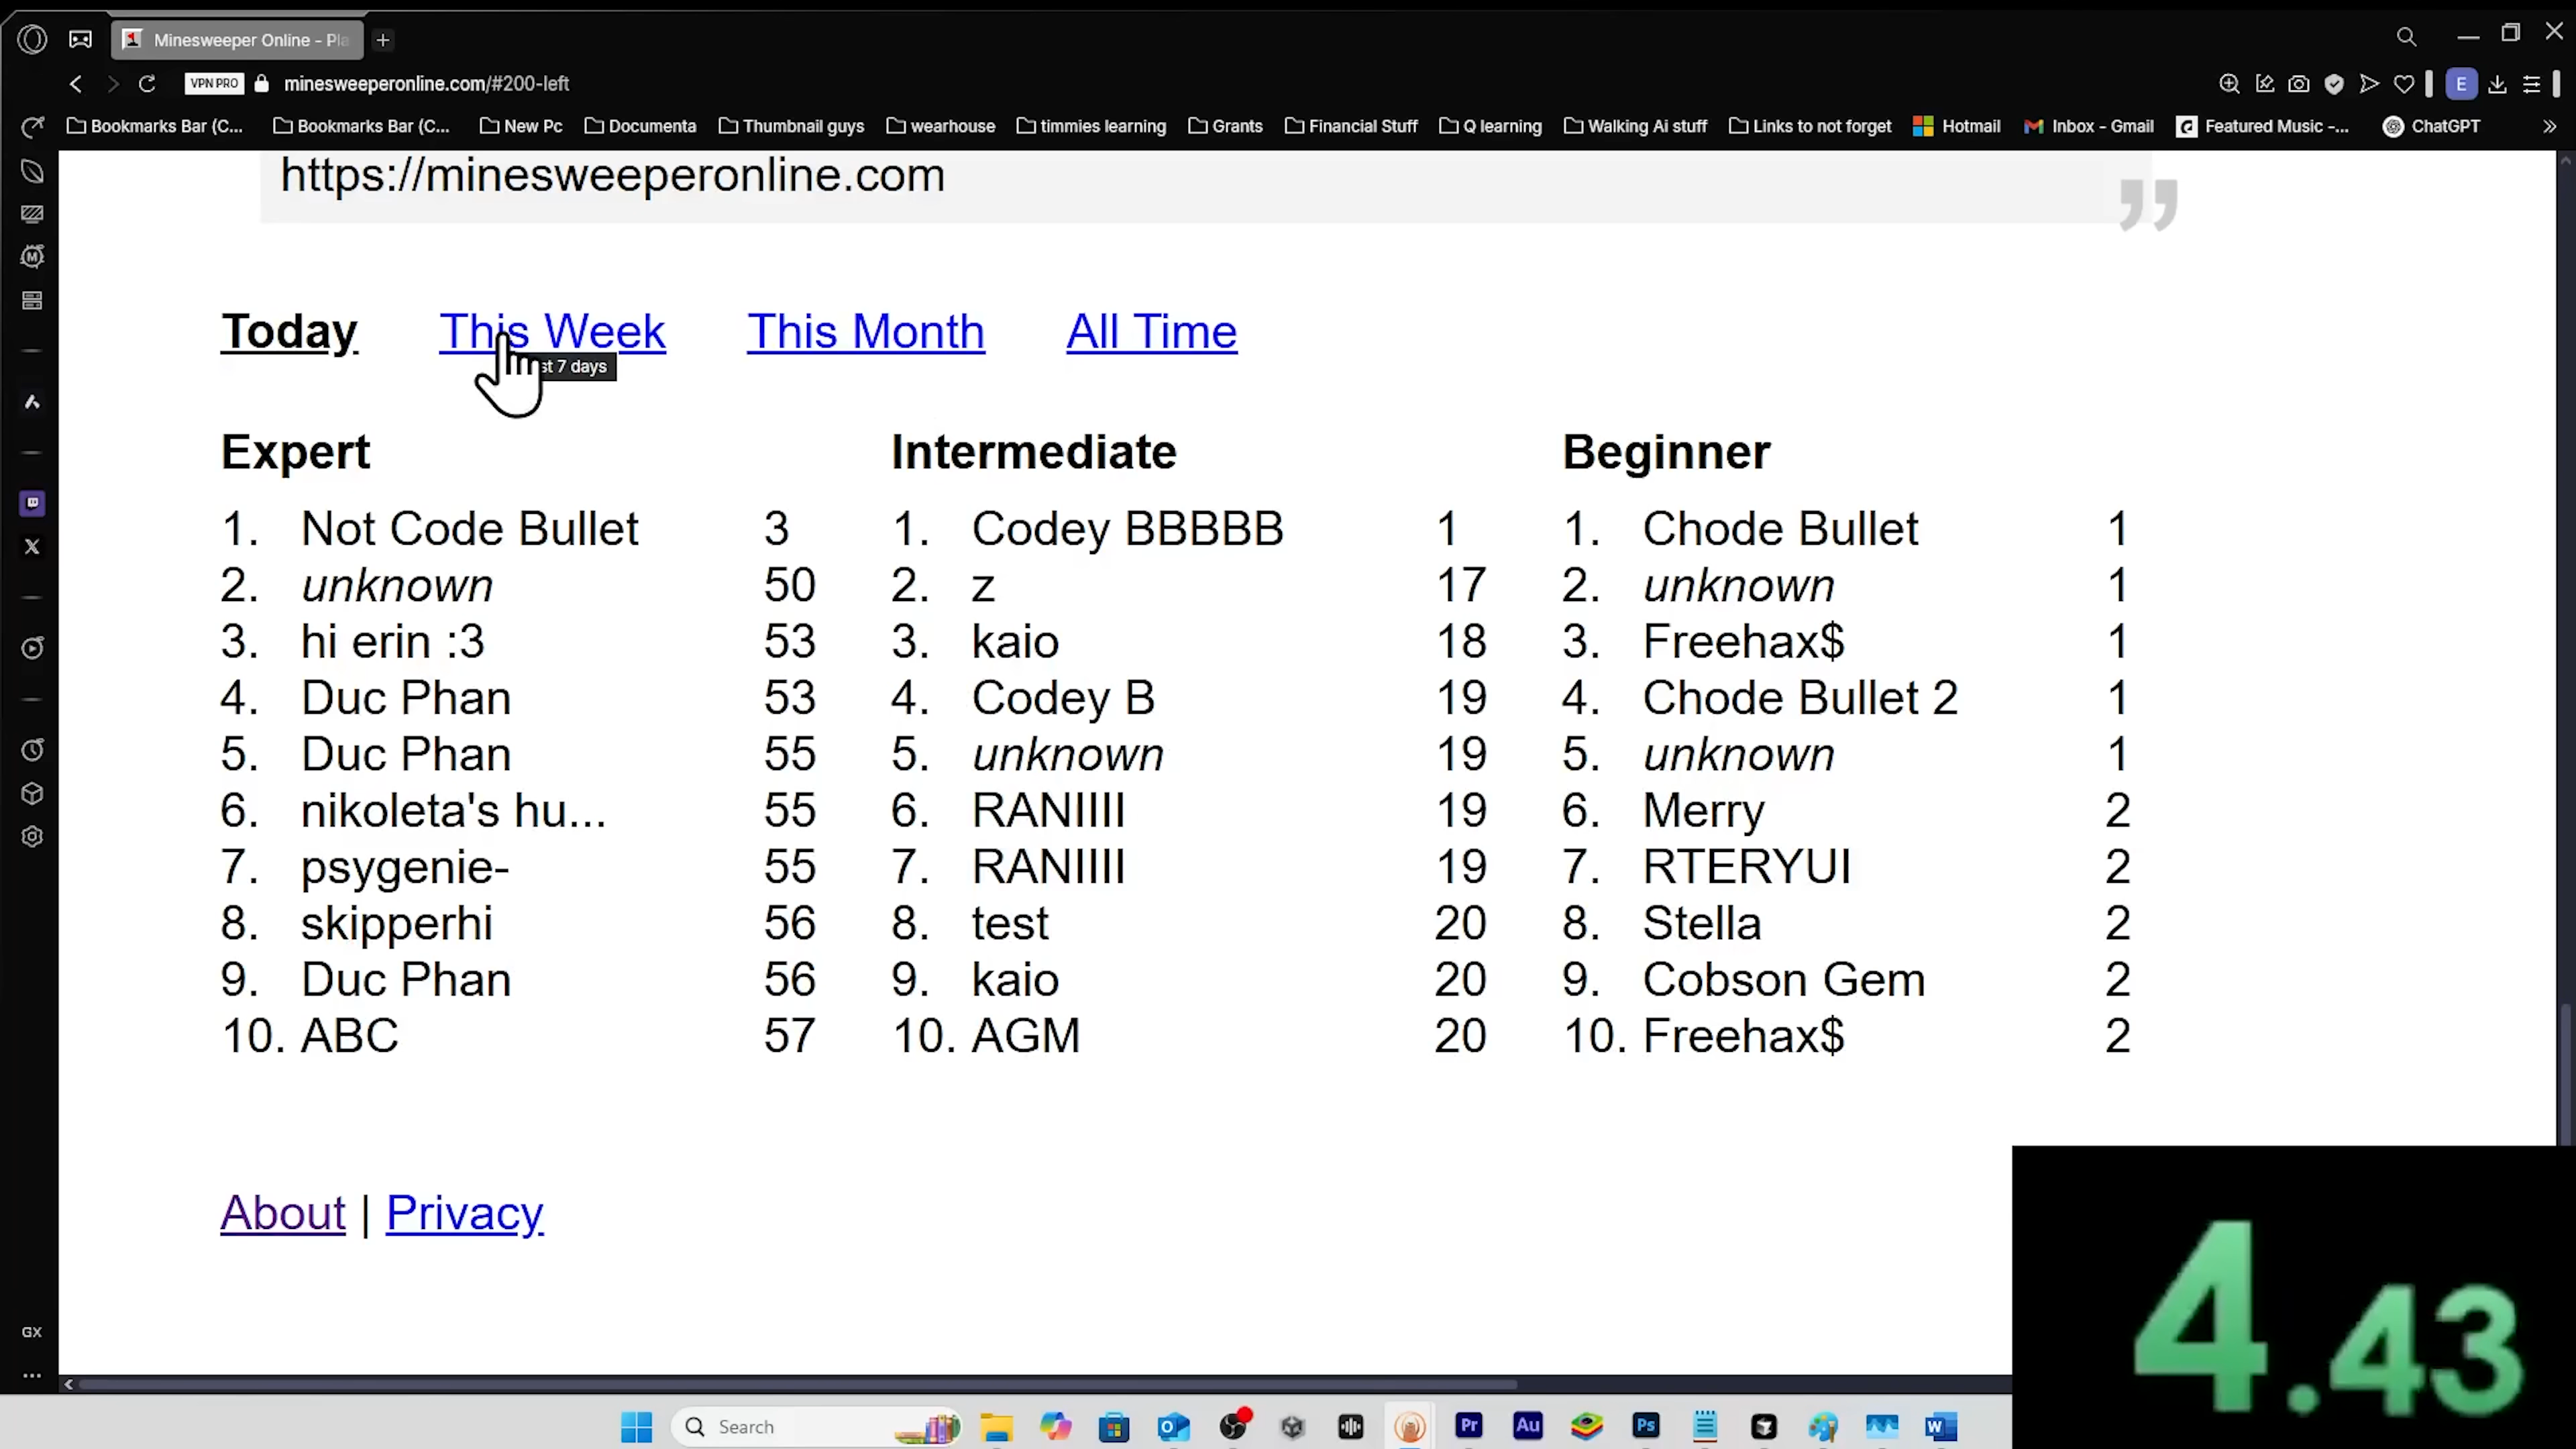 Minesweeper Online - Pla
VPN PRO minesweeperonline.com/#200-left
E
Bookmarks Bar (C... Bookmarks Bar (C... New Pc Documenta Thumbnail guys wearhouse timmies learning Grants Financial Stuff Q learning Walking Ai stuff Links to not forget Hotmail Inbox - Gmail Featured Music -... ChatGPT
https://minesweeperonline.com
”
Today This Week This Month All Time
st 7 days
Expert Intermediate Beginner
1. Not Code Bullet 3 1. Codey BBBBB 1 1. Chode Bullet 1
2. unknown 50 2. z 17 2. unknown 1
3. hi erin :3 53 3. kaio 18 3. Freehax$ 1
4. Duc Phan 53 4. Codey B 19 4. Chode Bullet 2 1
5. Duc Phan 55 5. unknown 19 5. unknown 1
6. nikoleta's hu... 55 6. RANIIII 19 6. Merry 2
7. psygenie- 55 7. RANIIII 19 7. RTERYUI 2
8. skipperhi 56 8. test 20 8. Stella 2
9. Duc Phan 56 9. kaio 20 9. Cobson Gem 2
10. ABC 57 10. AGM 20 10. Freehax$ 2
About | Privacy
GX
4.43
Search Pr Au Ps